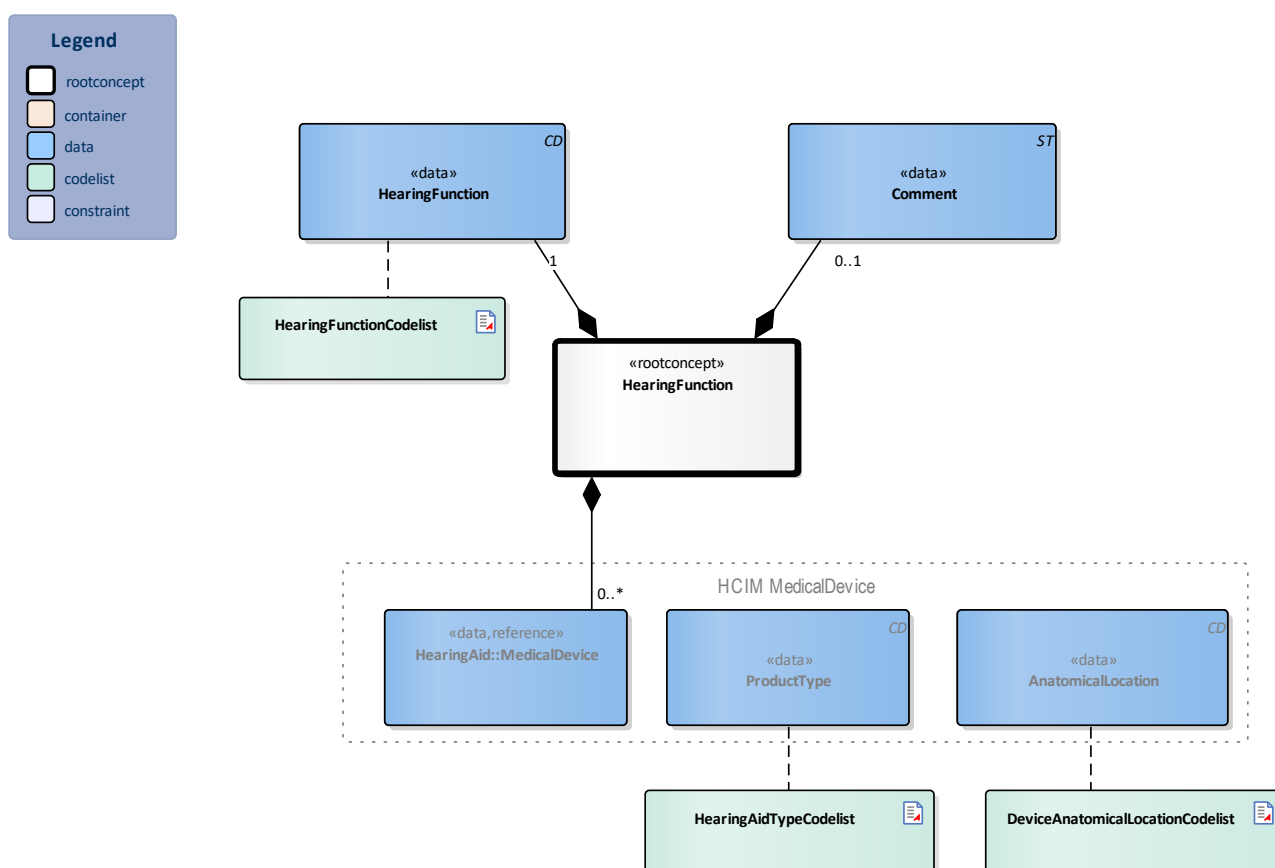 Legend
rootconcept
container
data
codelist
constraint
CD
«data»
HearingFunction
ST
«data»
Comment
1
0..1
HearingFunctionCodelist
«rootconcept»
HearingFunction
0..*
HCIM MedicalDevice
«data,reference»
HearingAid::MedicalDevice
CD
«data»
ProductType
CD
«data»
AnatomicalLocation
HearingAidTypeCodelist
DeviceAnatomicalLocationCodelist